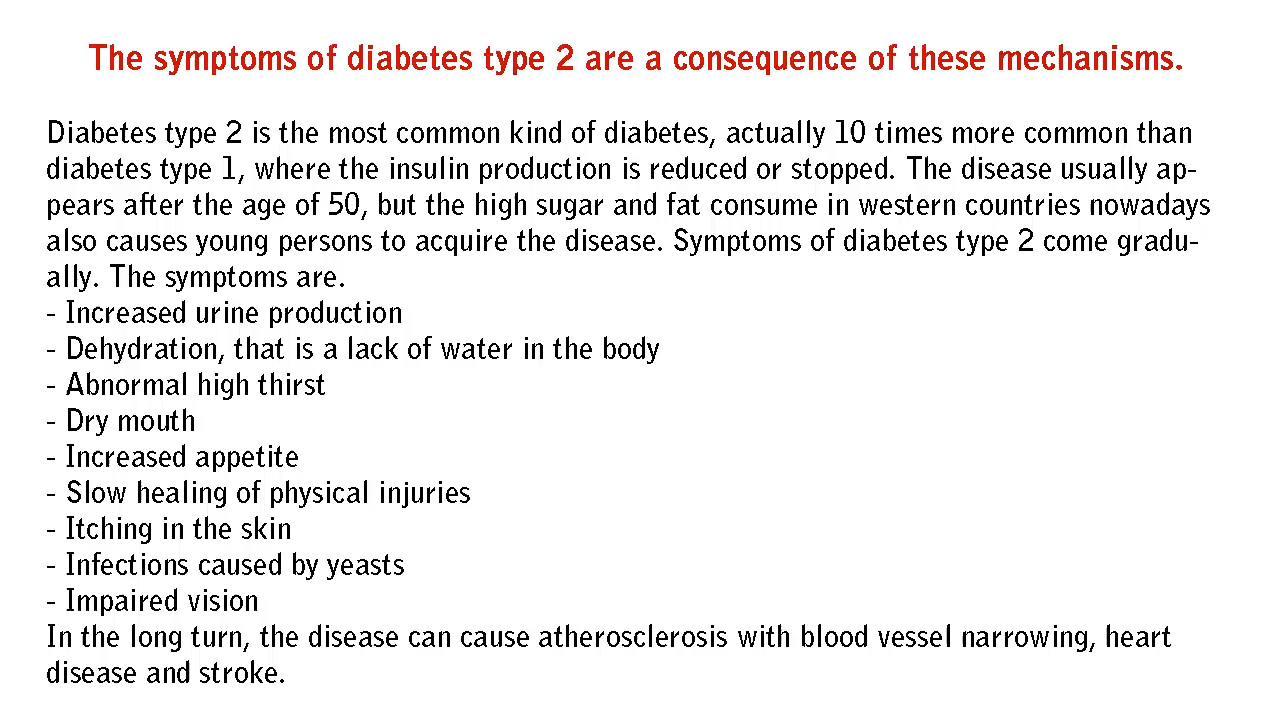 The symptoms of diabetes type 2 are a consequence of these mechanisms.
Diabetes type 2 is the most common kind of diabetes, actually 10 times more common than
diabetes type 1, where the insulin production is reduced or stopped. The disease usually ap-
pears after the age of 50, but the high sugar and fat consume in western countries nowadays
also causes young persons to acquire the disease. Symptoms of diabetes type 2 come gradu-
ally. The symptoms are.
- Increased urine production
- Dehydration, that is a lack of water in the body
- Abnormal high thirst
- Dry mouth
- Increased appetite
- Slow healing of physical injuries
- Itching in the skin
- Infections caused by yeasts
- Impaired vision
In the long turn, the disease can cause atherosclerosis with blood vessel narrowing, heart
disease and stroke.